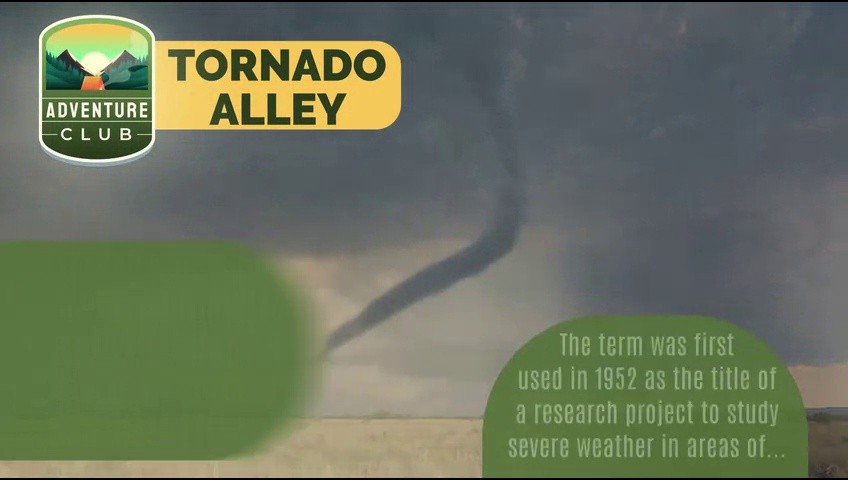 ADVENTURE
CLUB
TORNADO
ALLEY
The term was first
used in 1952 as the title of
a research project to study
severe weather in areas of...